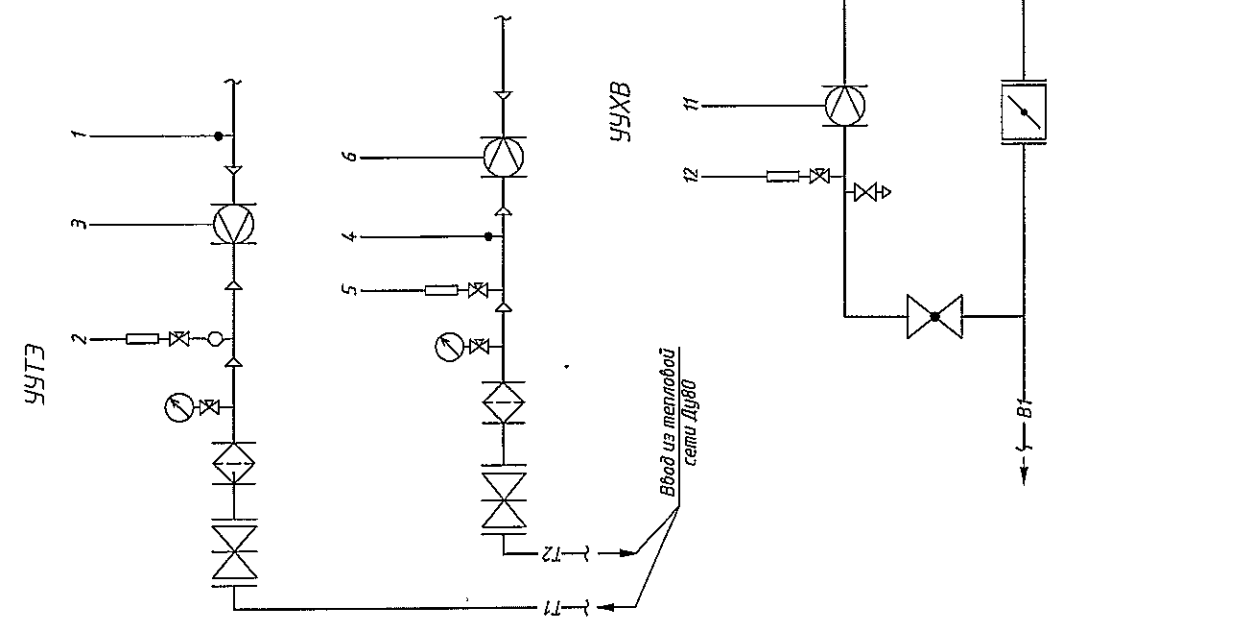 УУТЭ
1
3
2
6
4
5
Т2
Т1
Ввод из тепловой
сети Ду80
УУХВ
11
12
В1